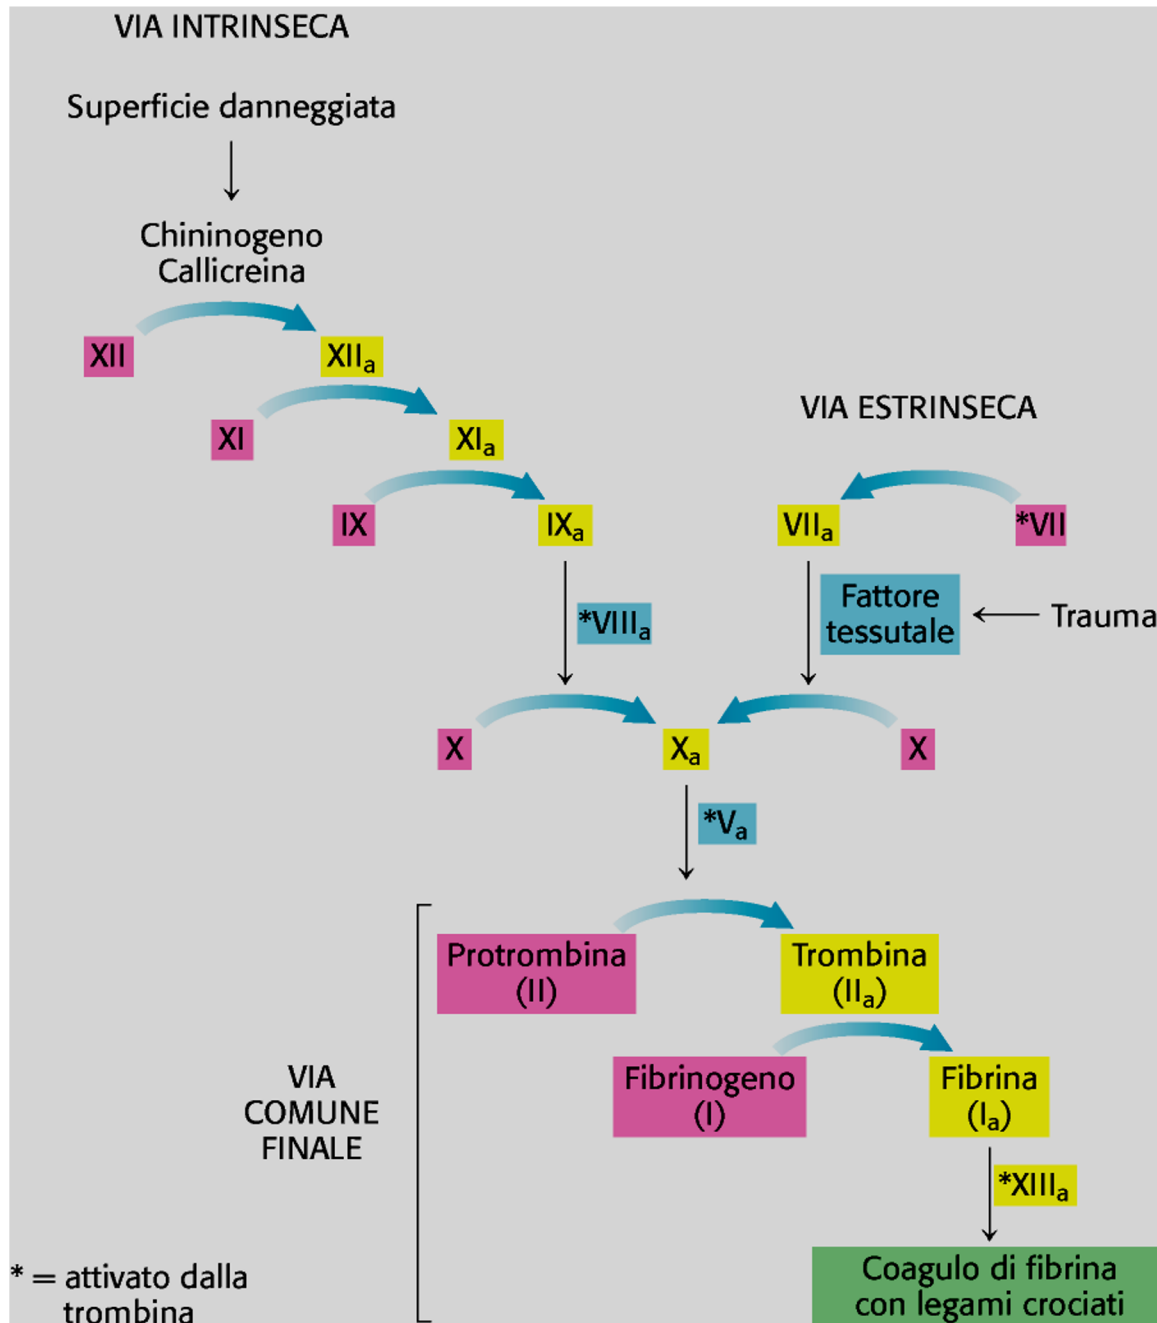 VIA INTRINSECA
Superficie danneggiata
Chininogeno
Callicreina
XII
XIIa
XI
XIa
VIA ESTRINSECA
IX
IXa
VIIa
*VII
*VIIIa
Fattore
tessutale
Trauma
X
Xa
X
*Va
Protrombina
(II)
Trombina
(IIa)
Fibrinogeno
(I)
Fibrina
(Ia)
VIA
COMUNE
FINALE
*XIIIa
Coagulo di fibrina
con legami crociati
* = attivato dalla
trombina